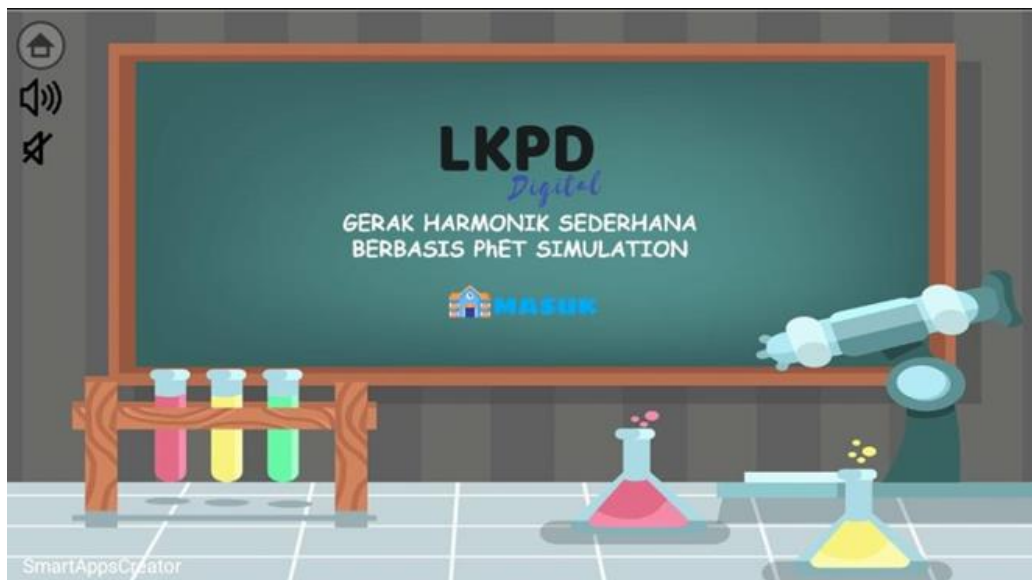 LKPD
Digital
GERAK HARMONIK SEDERHANA
BERBASIS PhET SIMULATION
MASUK
SmartAppsCreator